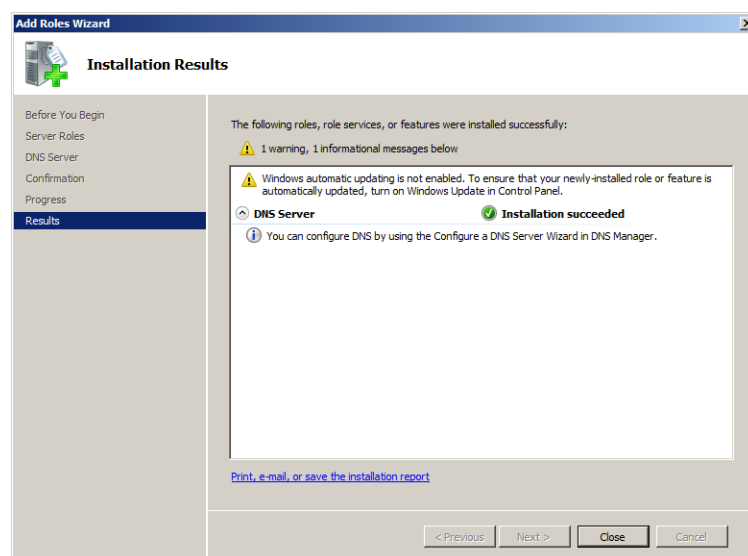 Add Roles Wizard
Installation Results
Before You Begin
Server Roles
DNS Server
Confirmation
Progress
Results
The following roles, role services, or features were installed successfully:
1 warning, 1 informational messages below
Windows automatic updating is not enabled. To ensure that your newly-installed role or feature is
automatically updated, turn on Windows Update in Control Panel.
DNS Server Installation succeeded
You can configure DNS by using the Configure a DNS Server Wizard in DNS Manager.
Print, e-mail, or save the installation report
< Previous Next > Close Cancel